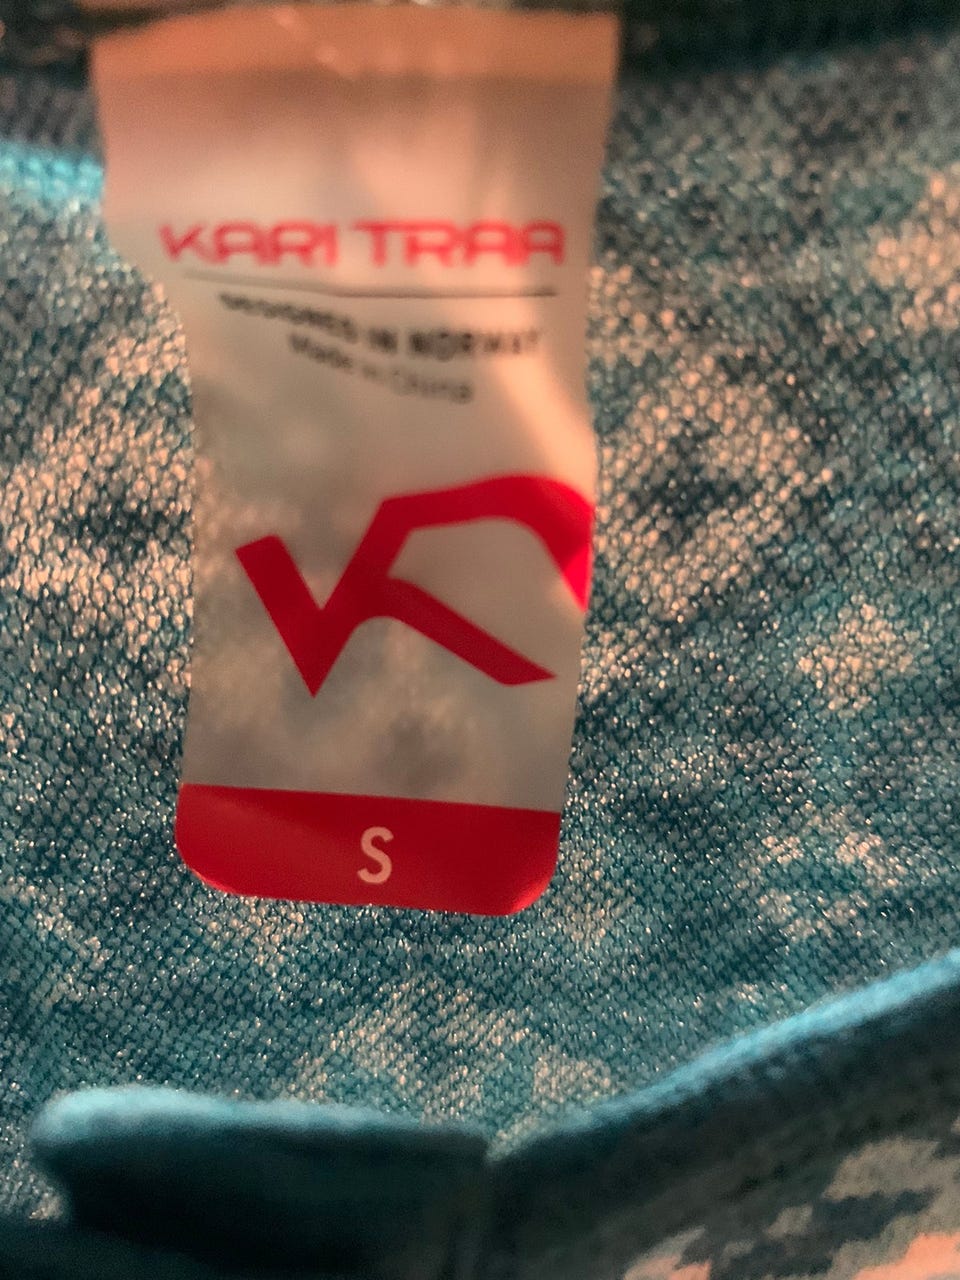 KARI TRAA
DESIGNED IN NORWAY
Made in China
S